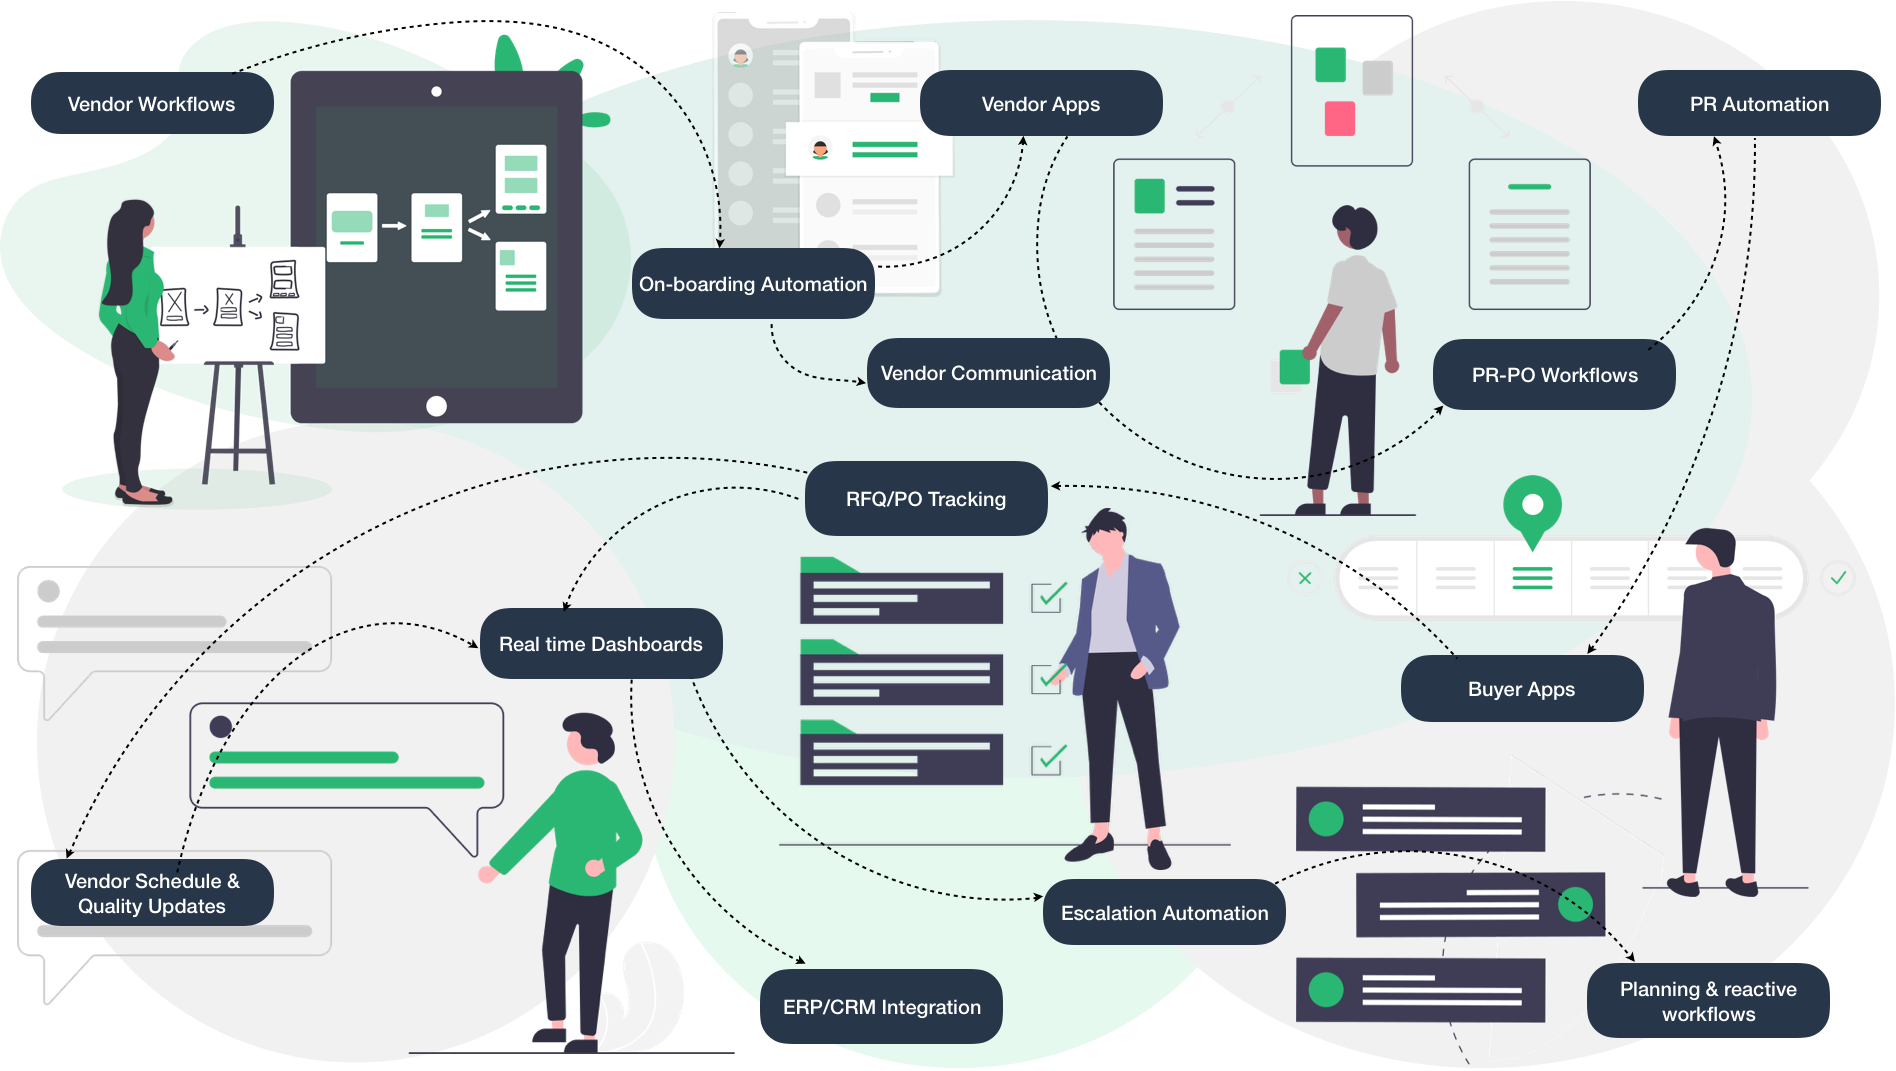 Vendor Workflows
Vendor Apps
PR Automation
On-boarding Automation
Vendor Communication
PR-PO Workflows
RFQ/PO Tracking
Real time Dashboards
Buyer Apps
Vendor Schedule &
Quality Updates
Escalation Automation
ERP/CRM Integration
Planning & reactive
workflows